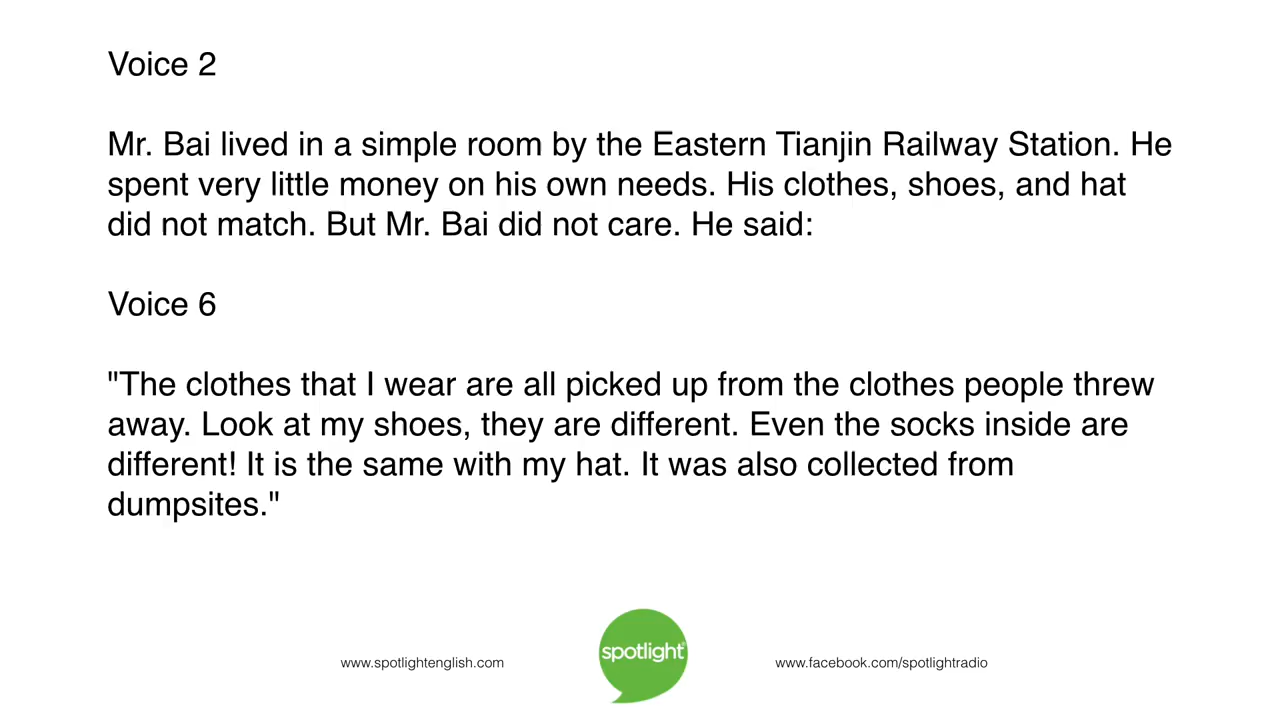 Voice 2
Mr. Bai lived in a simple room by the Eastern Tianjin Railway Station. He
spent very little money on his own needs. His clothes, shoes, and hat
did not match. But Mr. Bai did not care. He said:
Voice 6
"The clothes that I wear are all picked up from the clothes people threw
away. Look at my shoes, they are different. Even the socks inside are
different! It is the same with my hat. It was also collected from
dumpsites."
www.spotlightenglish.com
spotlight®
www.facebook.com/spotlightradio